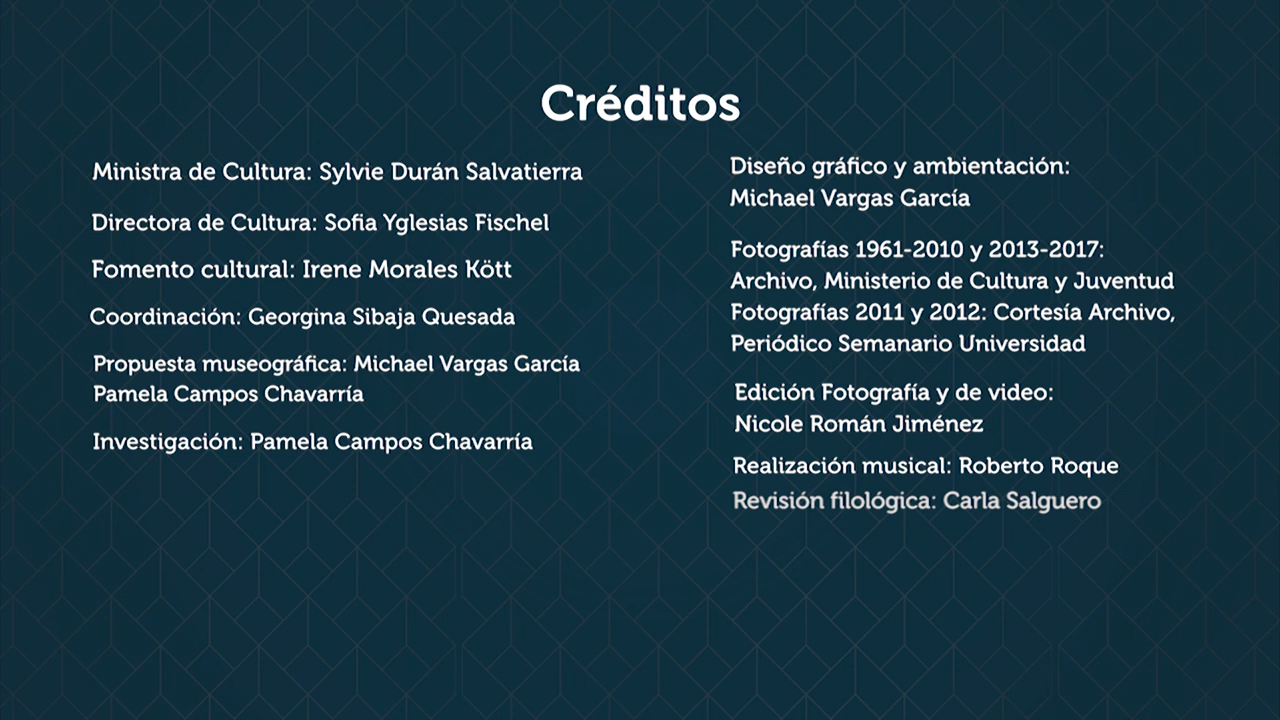 Créditos
Ministra de Cultura: Sylvie Durán Salvatierra
Directora de Cultura: Sofia Yglesias Fischel
Fomento cultural: Irene Morales Kött
Coordinación: Georgina Sibaja Quesada
Propuesta museográfica: Michael Vargas García
Pamela Campos Chavarría
Investigación: Pamela Campos Chavarría
Diseño gráfico y ambientación:
Michael Vargas García
Fotografías 1961-2010 y 2013-2017:
Archivo, Ministerio de Cultura y Juventud
Fotografías 2011 y 2012: Cortesía Archivo,
Periódico Semanario Universidad
Edición Fotografía y de video:
Nicole Román Jiménez
Realización musical: Roberto Roque
Revisión filológica: Carla Salguero